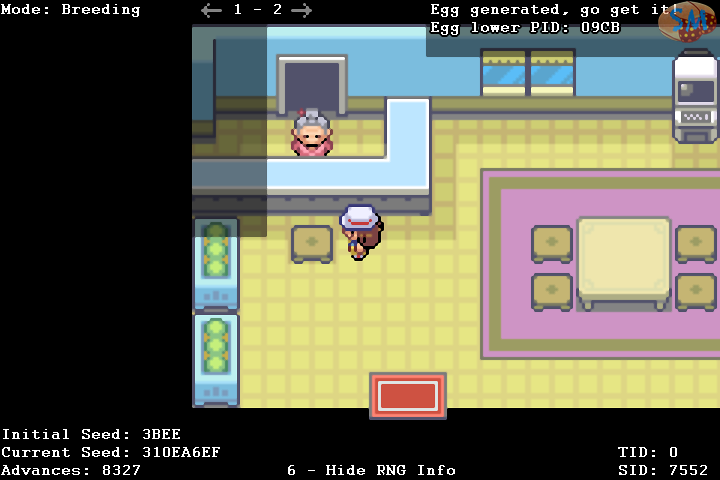 Mode: Breeding
← 1 - 2 →
Egg generated, go get it!
Egg lower PID: 09CB
SM
Initial Seed: 3BEE
Current Seed: 310EA6EF
Advances: 8327
6 - Hide RNG Info
TID: 0
SID: 7552